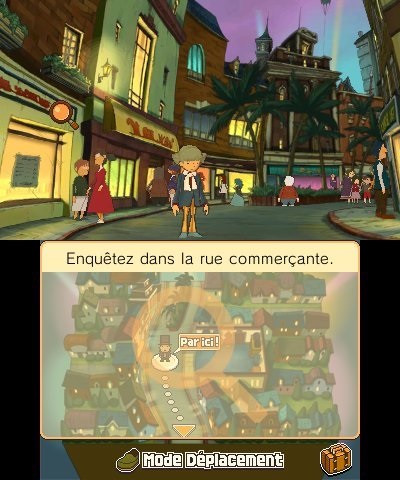 Enquêtez dans la rue commerçante.
Par ici !
Mode Déplacement